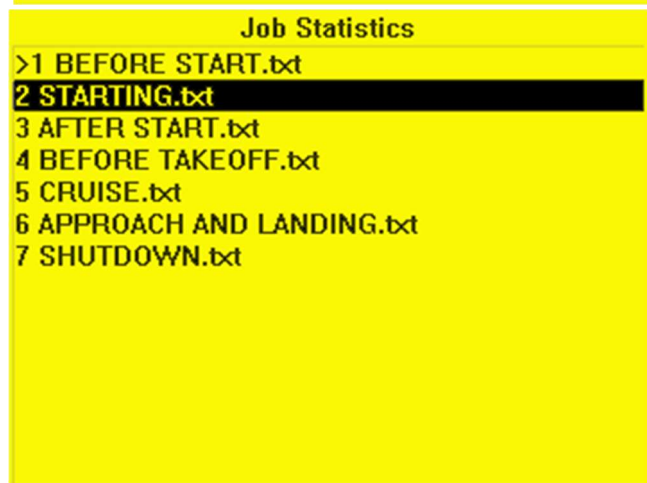 Job Statistics
>1 BEFORE START.txt
2 STARTING.txt
3 AFTER START.txt
4 BEFORE TAKEOFF.txt
5 CRUISE.txt
6 APPROACH AND LANDING.txt
7 SHUTDOWN.txt